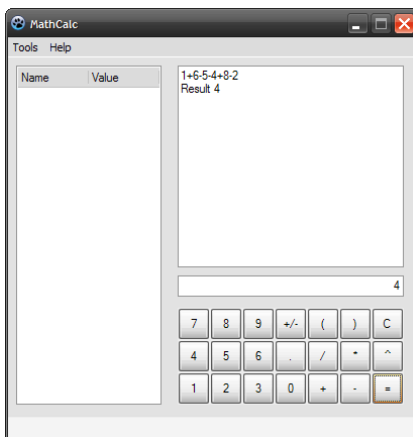 MathCalc
Tools Help
Name Value
1+6-5-4+8-2
Result 4
4
7 8 9 +/- ( ) C
4 5 6 . / * ^
1 2 3 0 + - =